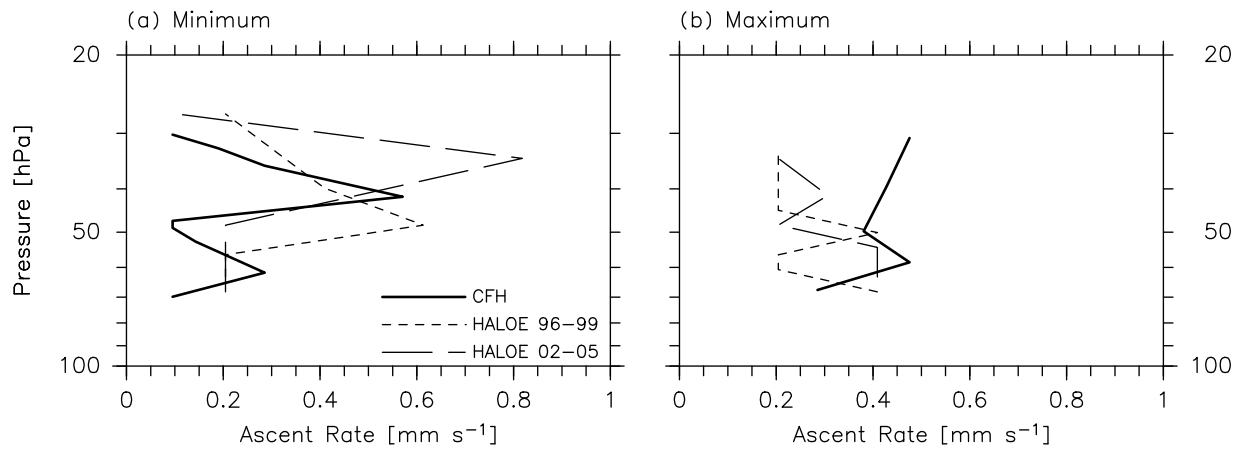 (a) Minimum
(b) Maximum
20
50
100
Pressure [hPa]
CFH
HALOE 96−99
HALOE 02−05
0 0.2 0.4 0.6 0.8 1
Ascent Rate [mm s⁻¹]
20
50
100
0 0.2 0.4 0.6 0.8 1
Ascent Rate [mm s⁻¹]